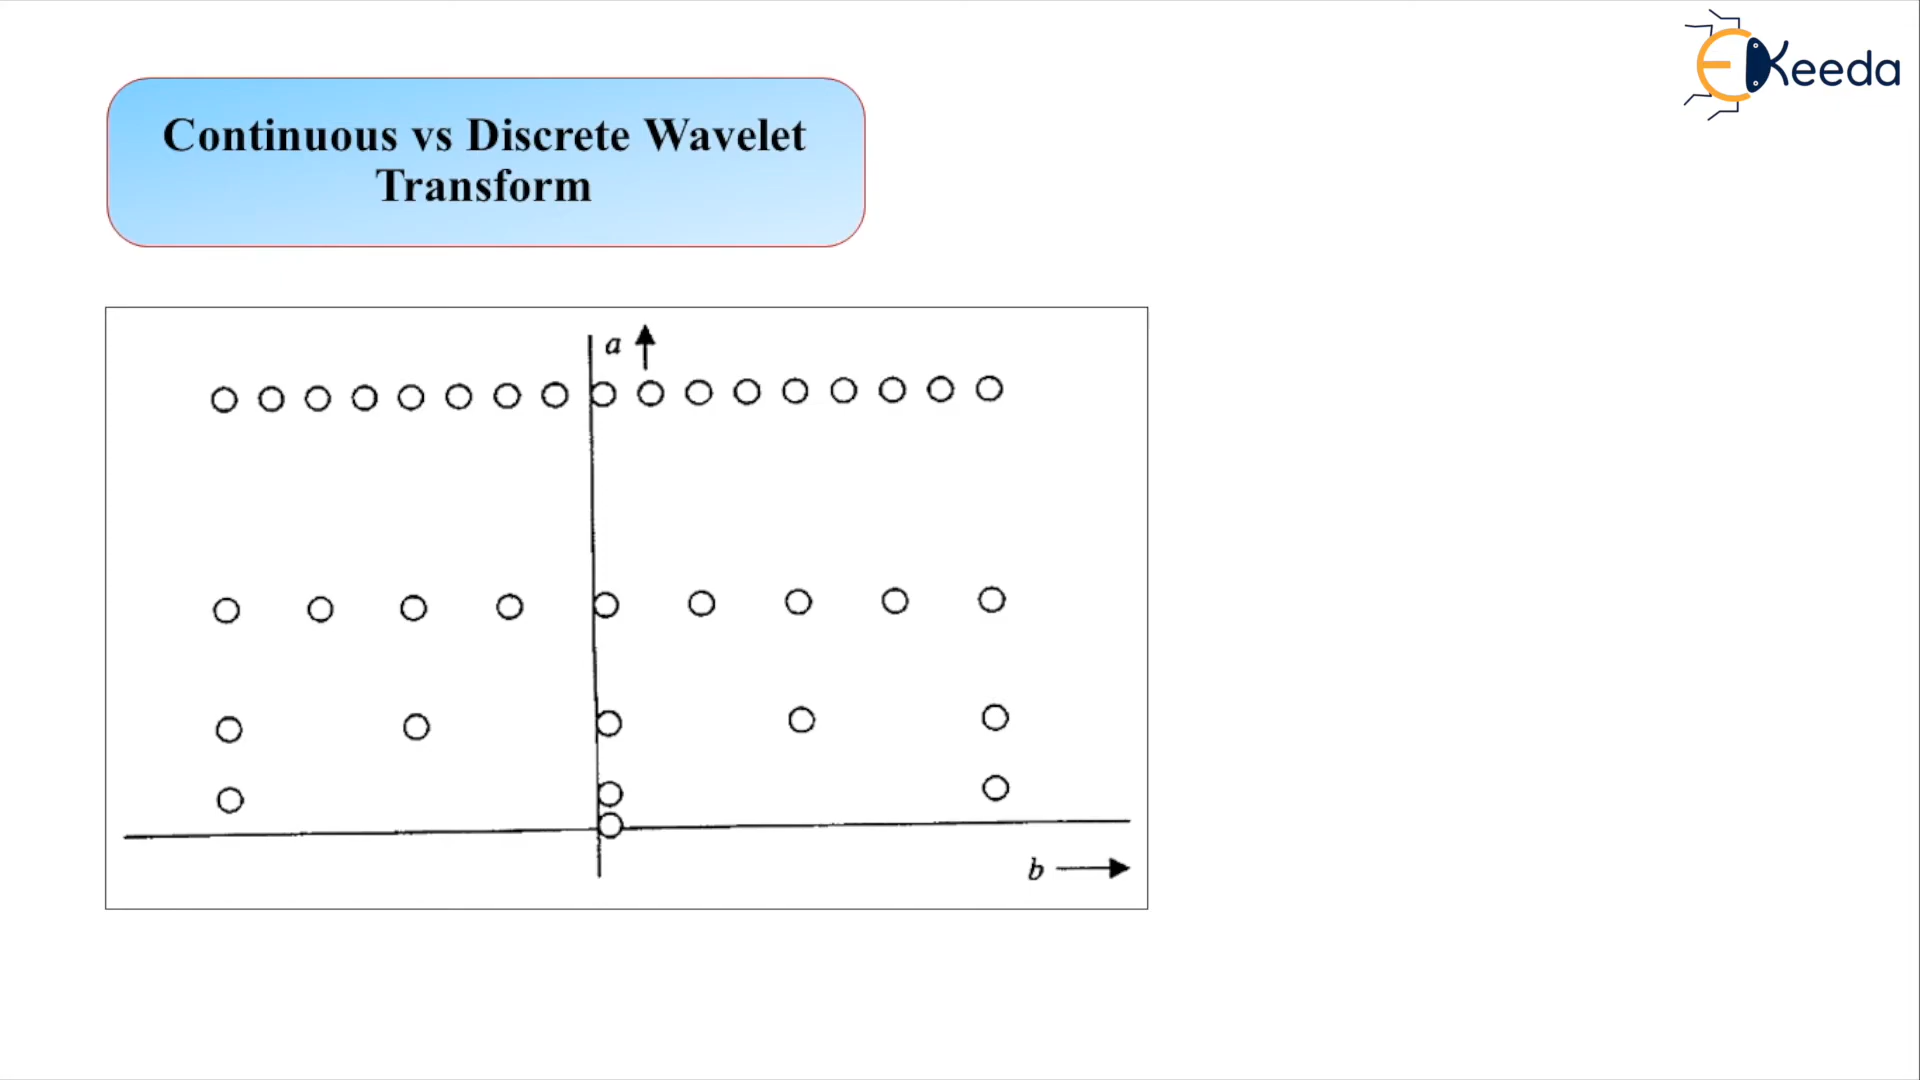 EKeeda
Continuous vs Discrete Wavelet
Transform
a
b